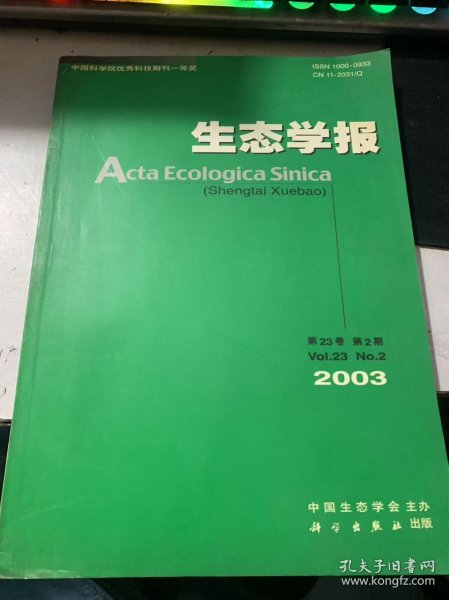 中国科学院优秀科技期刊一等奖
ISSN 1000-0933
CN 11-2031/Q
生态学报
Acta Ecologica Sinica
(Shengtai Xuebao)
第23卷 第2期
Vol.23 No.2
2003
中国生态学会 主办
科学出版社 出版
孔夫子旧书网
www.kongfz.com